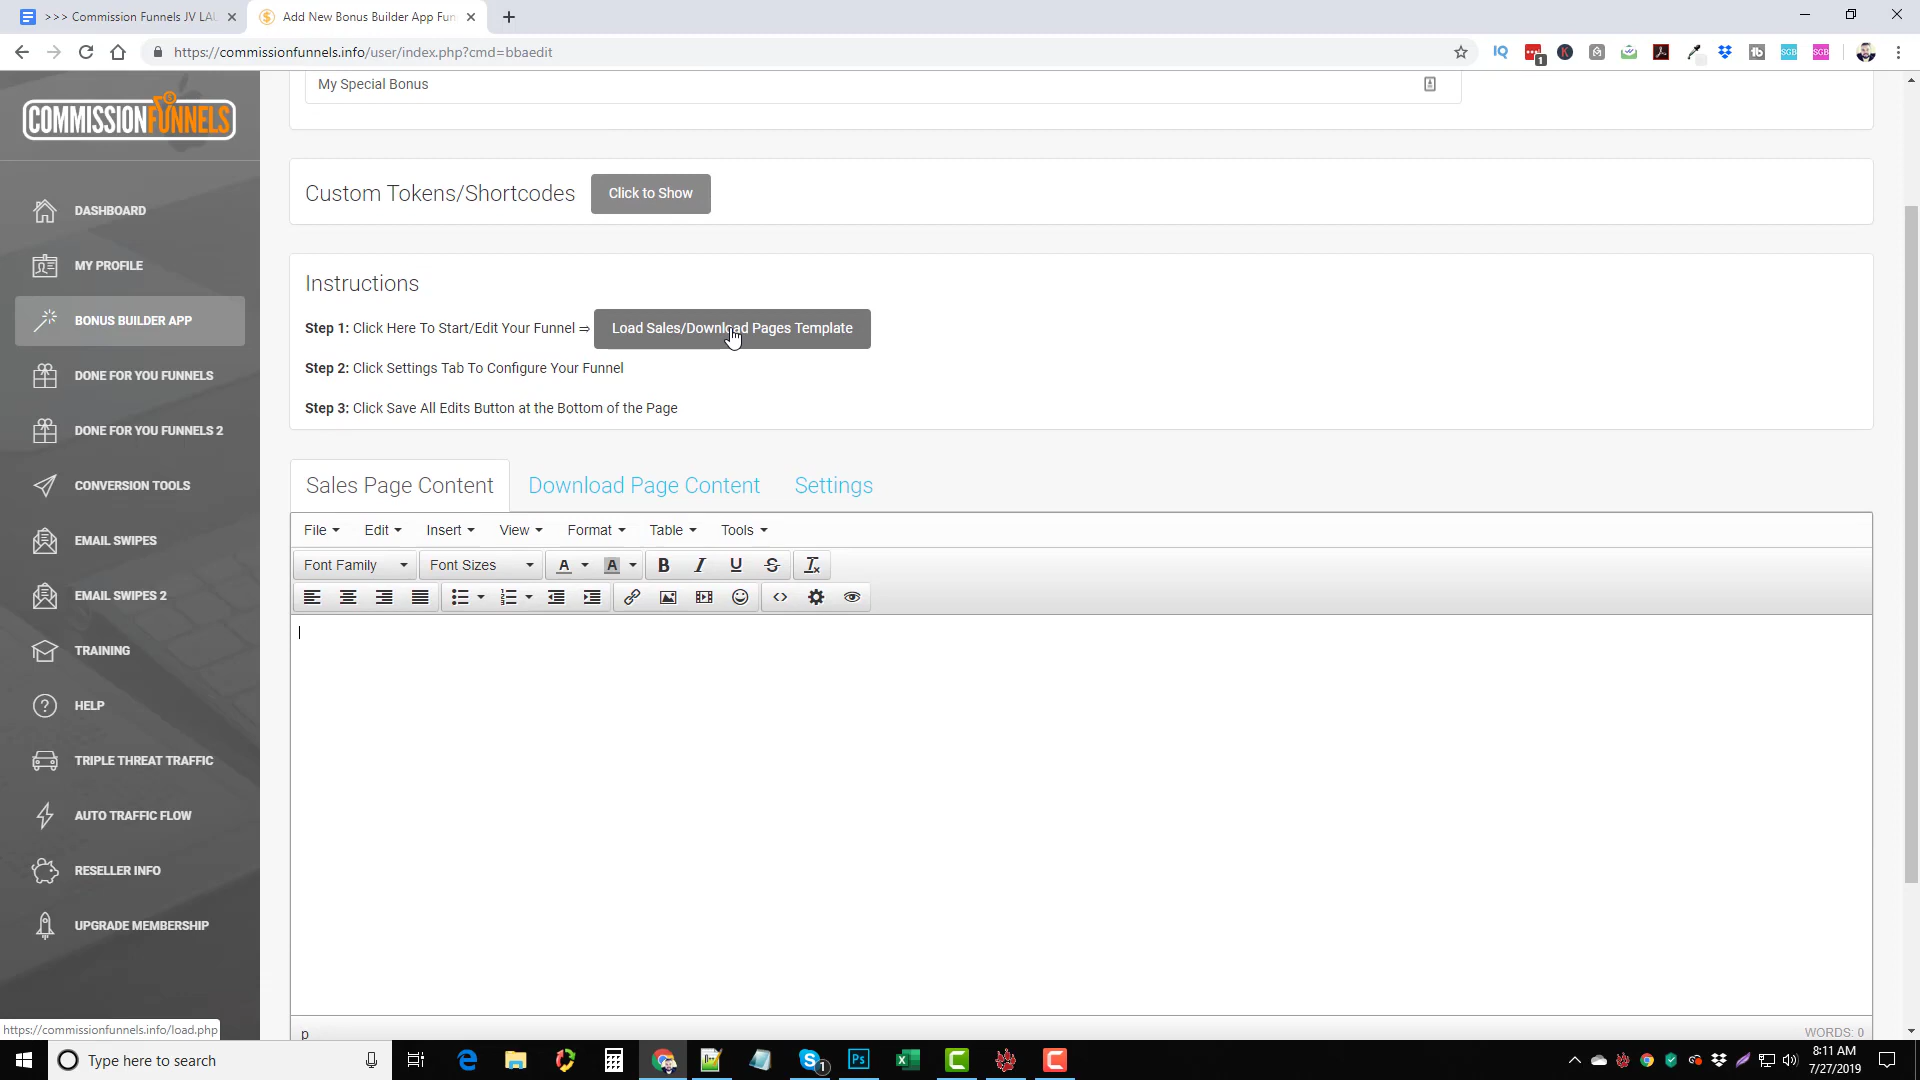 >>> Commission Funnels JV LAU
Add New Bonus Builder App Fun
https://commissionfunnels.info/user/index.php?cmd=bbaedit
COMMISSIONFUNNELS
DASHBOARD
MY PROFILE
BONUS BUILDER APP
DONE FOR YOU FUNNELS
DONE FOR YOU FUNNELS 2
CONVERSION TOOLS
EMAIL SWIPES
EMAIL SWIPES 2
TRAINING
HELP
TRIPLE THREAT TRAFFIC
AUTO TRAFFIC FLOW
RESELLER INFO
UPGRADE MEMBERSHIP
My Special Bonus
Custom Tokens/Shortcodes Click to Show
Instructions
Step 1: Click Here To Start/Edit Your Funnel ⇒ Load Sales/Download Pages Template
Step 2: Click Settings Tab To Configure Your Funnel
Step 3: Click Save All Edits Button at the Bottom of the Page
Sales Page Content Download Page Content Settings
File Edit Insert View Format Table Tools
Font Family Font Sizes A A B I U S
p WORDS: 0
https://commissionfunnels.info/load.php
Type here to search
8:11 AM
7/27/2019